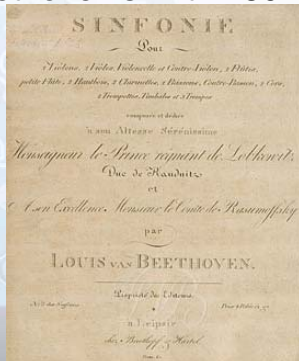 SINFONIE
Pour
2 Violons, 2 Violes, Violoncelle et Contre-Violon, 2 Flûtes,
petite Flûte, 2 Hautbois, 2 Clarinettes, 2 Bassons, Contre-Basson, 2 Cors,
2 Trompettes, Timbales et 3 Trompes
composée et dédiée
à son Altesse Sérénissime
Monseigneur le Prince regnant de Lobkowitz
Duc de Raudnitz
et
A son Excellence Monsieur le Comte de Rasumoffsky
par
LOUIS VAN BEETHOVEN.
Propriété des Editeurs.
à Leipsic
chez Breitkopf & Härtel